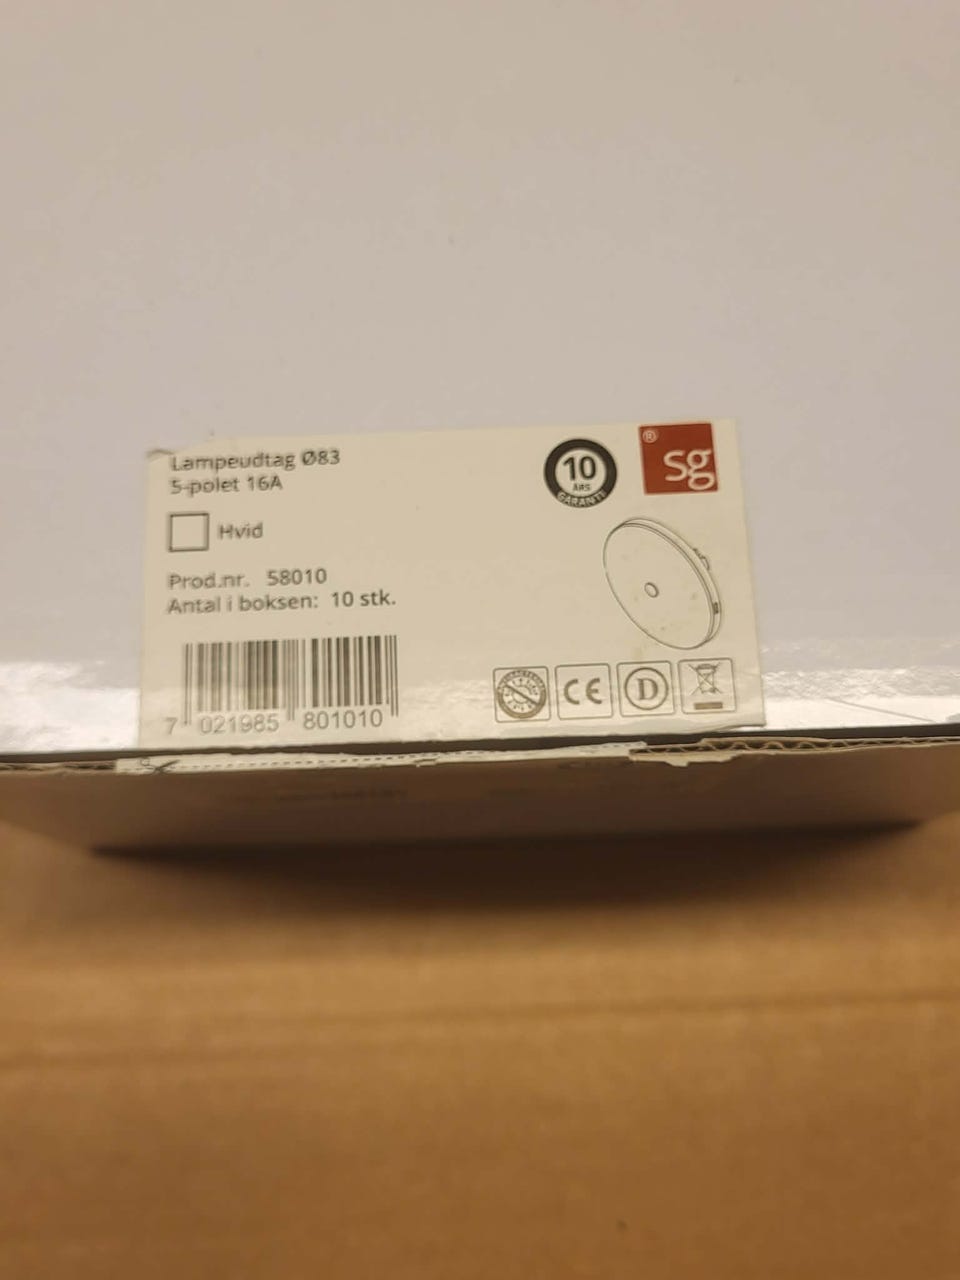 Lampeudtag Ø83
5-polet 16A
Hvid
Prod.nr. 58010
Antal i boksen: 10 stk.
7 021985 801010
10
ÅRS
GARANTI
® sg
CE
D